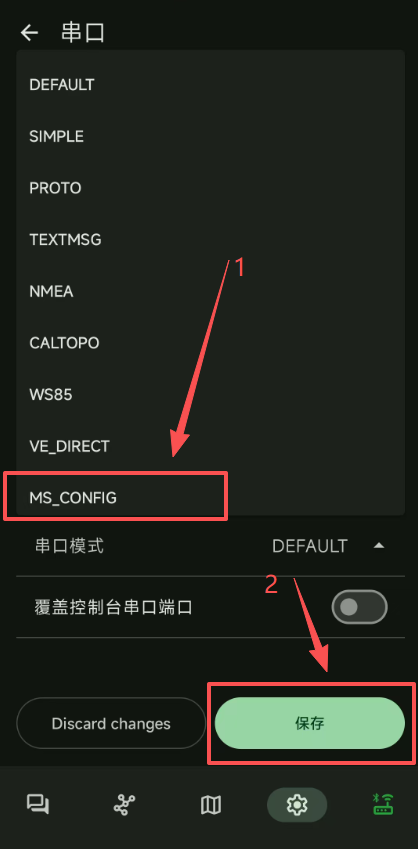 串口
DEFAULT
SIMPLE
PROTO
TEXTMSG
1
NMEA
CALTOPO
WS85
VE_DIRECT
MS_CONFIG
串口模式 DEFAULT
2
覆盖控制台串口端口
Discard changes 保存